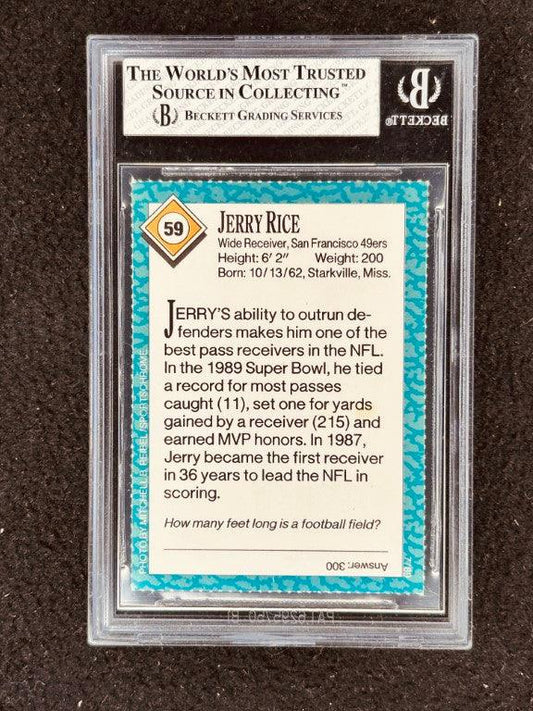 THE WORLD'S MOST TRUSTED
SOURCE IN COLLECTING™
B BECKETT GRADING SERVICES
B
BECKETT®
59
JERRY RICE
Wide Receiver, San Francisco 49ers
Height: 6' 2" Weight: 200
Born: 10/13/62, Starkville, Miss.
JERRY'S ability to outrun de-
fenders makes him one of the
best pass receivers in the NFL.
In the 1989 Super Bowl, he tied
a record for most passes
caught (11), set one for yards
gained by a receiver (215) and
earned MVP honors. In 1987,
Jerry became the first receiver
in 36 years to lead the NFL in
scoring.
How many feet long is a football field?
Answer: 300
PHOTO BY MITCHELL B. REIBEL/SPORTSCHROME